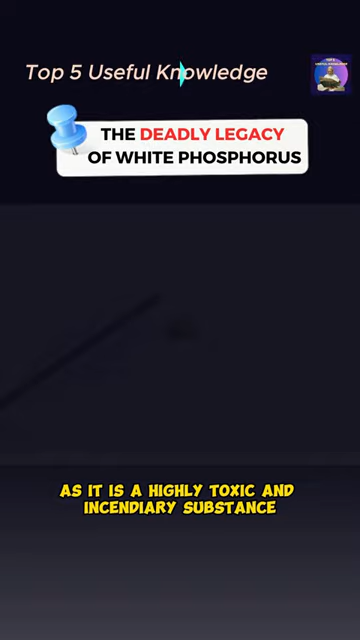 Top 5 Useful Knowledge
THE DEADLY LEGACY
OF WHITE PHOSPHORUS
AS IT IS A HIGHLY TOXIC AND
INCENDIARY SUBSTANCE